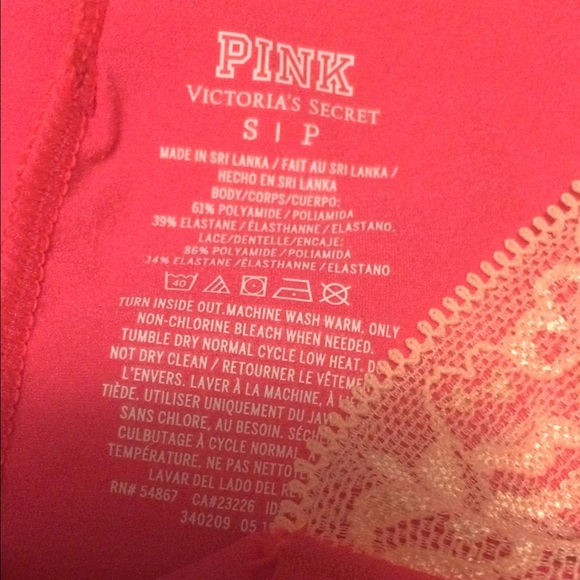 PINK
VICTORIA'S SECRET
S | P
MADE IN SRI LANKA / FAIT AU SRI LANKA /
HECHO EN SRI LANKA
BODY/CORPS/CUERPO:
61% POLYAMIDE / POLIAMIDA
39% ELASTANE / ÉLASTHANNE / ELASTANO.
LACE/DENTELLE/ENCAJE:
86% POLYAMIDE / POLIAMIDA
14% ELASTANE / ÉLASTHANNE / ELASTANO
40
TURN INSIDE OUT.MACHINE WASH WARM. ONLY
NON-CHLORINE BLEACH WHEN NEEDED.
TUMBLE DRY NORMAL CYCLE LOW HEAT.
NOT DRY CLEAN / RETOURNER LE
L'ENVERS. LAVER À LA MACHINE, À
TIÈDE. UTILISER UNIQUEMENT DU
SANS CHLORE, AU BESOIN.
CULBUTAGE À CYCLE NORMAL
TEMPÉRATURE. NE PAS
LAVAR DEL LADO DEL
RN# 54867 CA#23226
340209 05